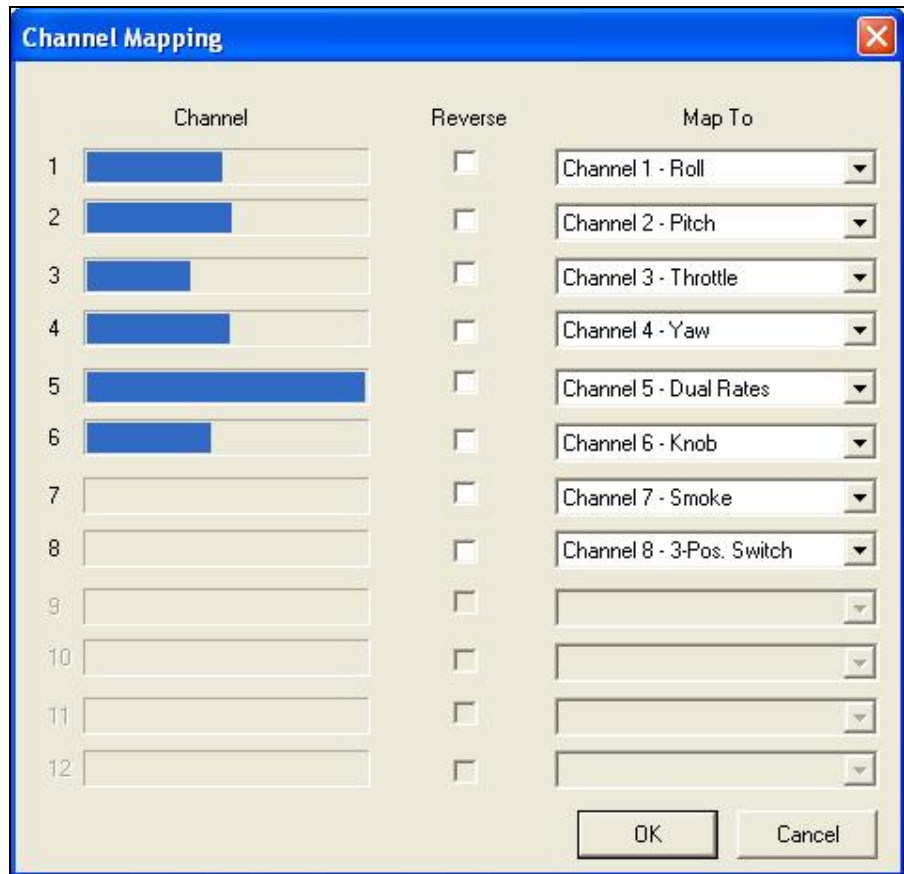 Channel Mapping
Channel Reverse Map To
1 Channel 1 - Roll
2 Channel 2 - Pitch
3 Channel 3 - Throttle
4 Channel 4 - Yaw
5 Channel 5 - Dual Rates
6 Channel 6 - Knob
7 Channel 7 - Smoke
8 Channel 8 - 3-Pos. Switch
9
10
11
12
OK Cancel